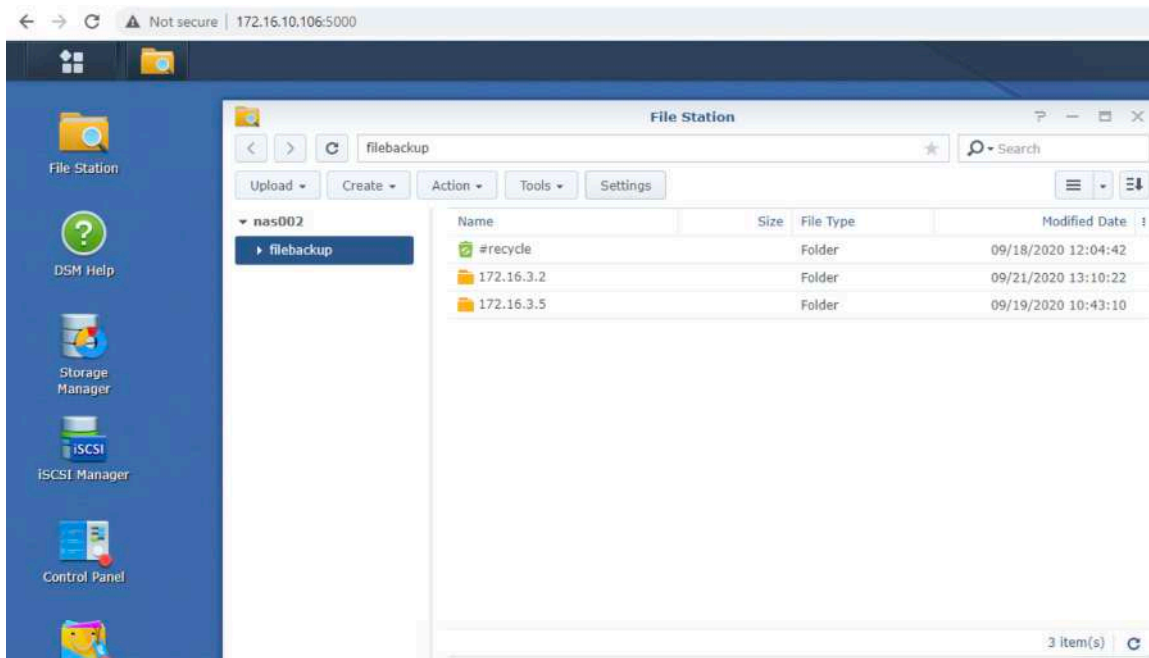 Not secure | 172.16.10.106:5000
File Station
filebackup
Search
Upload Create Action Tools Settings
nas002
filebackup
Name Size File Type Modified Date
#recycle Folder 09/18/2020 12:04:42
172.16.3.2 Folder 09/21/2020 13:10:22
172.16.3.5 Folder 09/19/2020 10:43:10
3 item(s)
File Station
DSM Help
Storage
Manager
iSCSI
iSCSI Manager
Control Panel